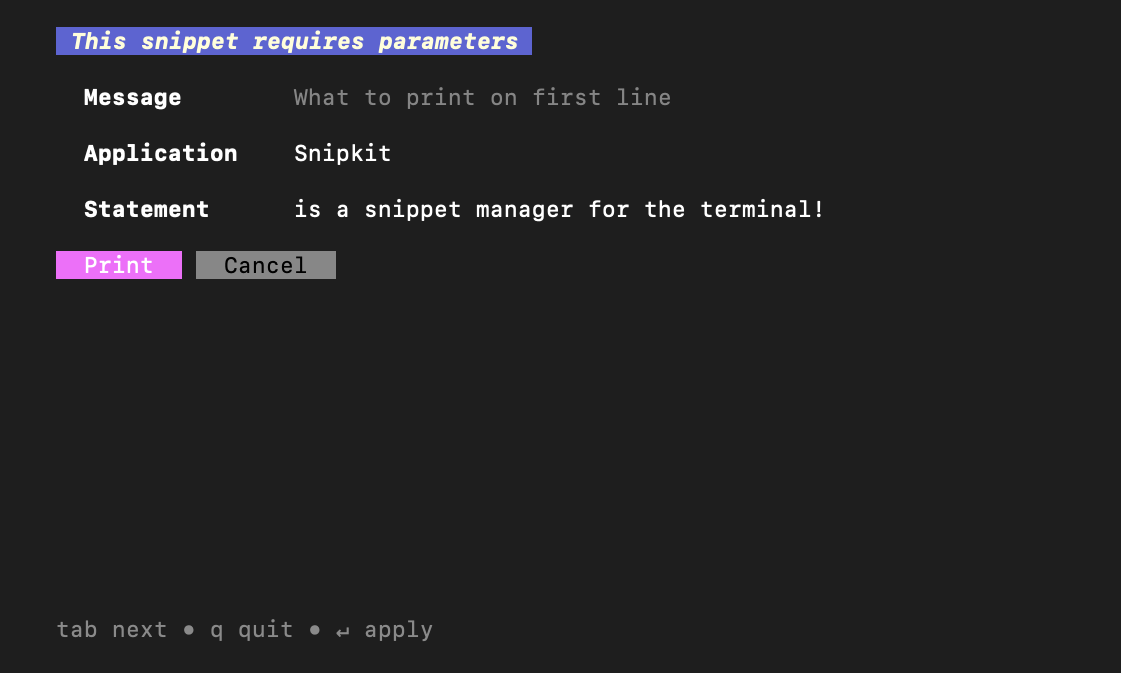 This snippet requires parameters
Message What to print on first line
Application Snipkit
Statement is a snippet manager for the terminal!
Print Cancel
tab next • q quit • ↵ apply